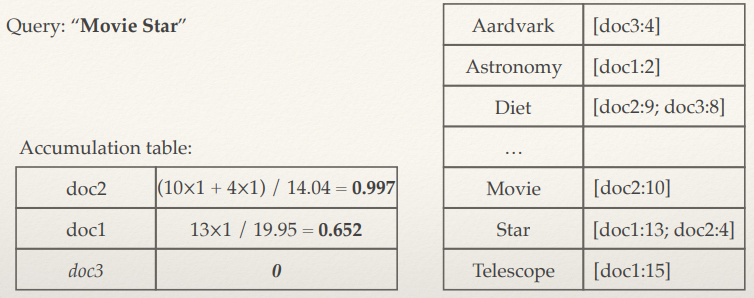 Query: “Movie Star”
Accumulation table:
doc2 (10×1 + 4×1) / 14.04 = 0.997
doc1 13×1 / 19.95 = 0.652
doc3 0
Aardvark [doc3:4]
Astronomy [doc1:2]
Diet [doc2:9; doc3:8]
…
Movie [doc2:10]
Star [doc1:13; doc2:4]
Telescope [doc1:15]